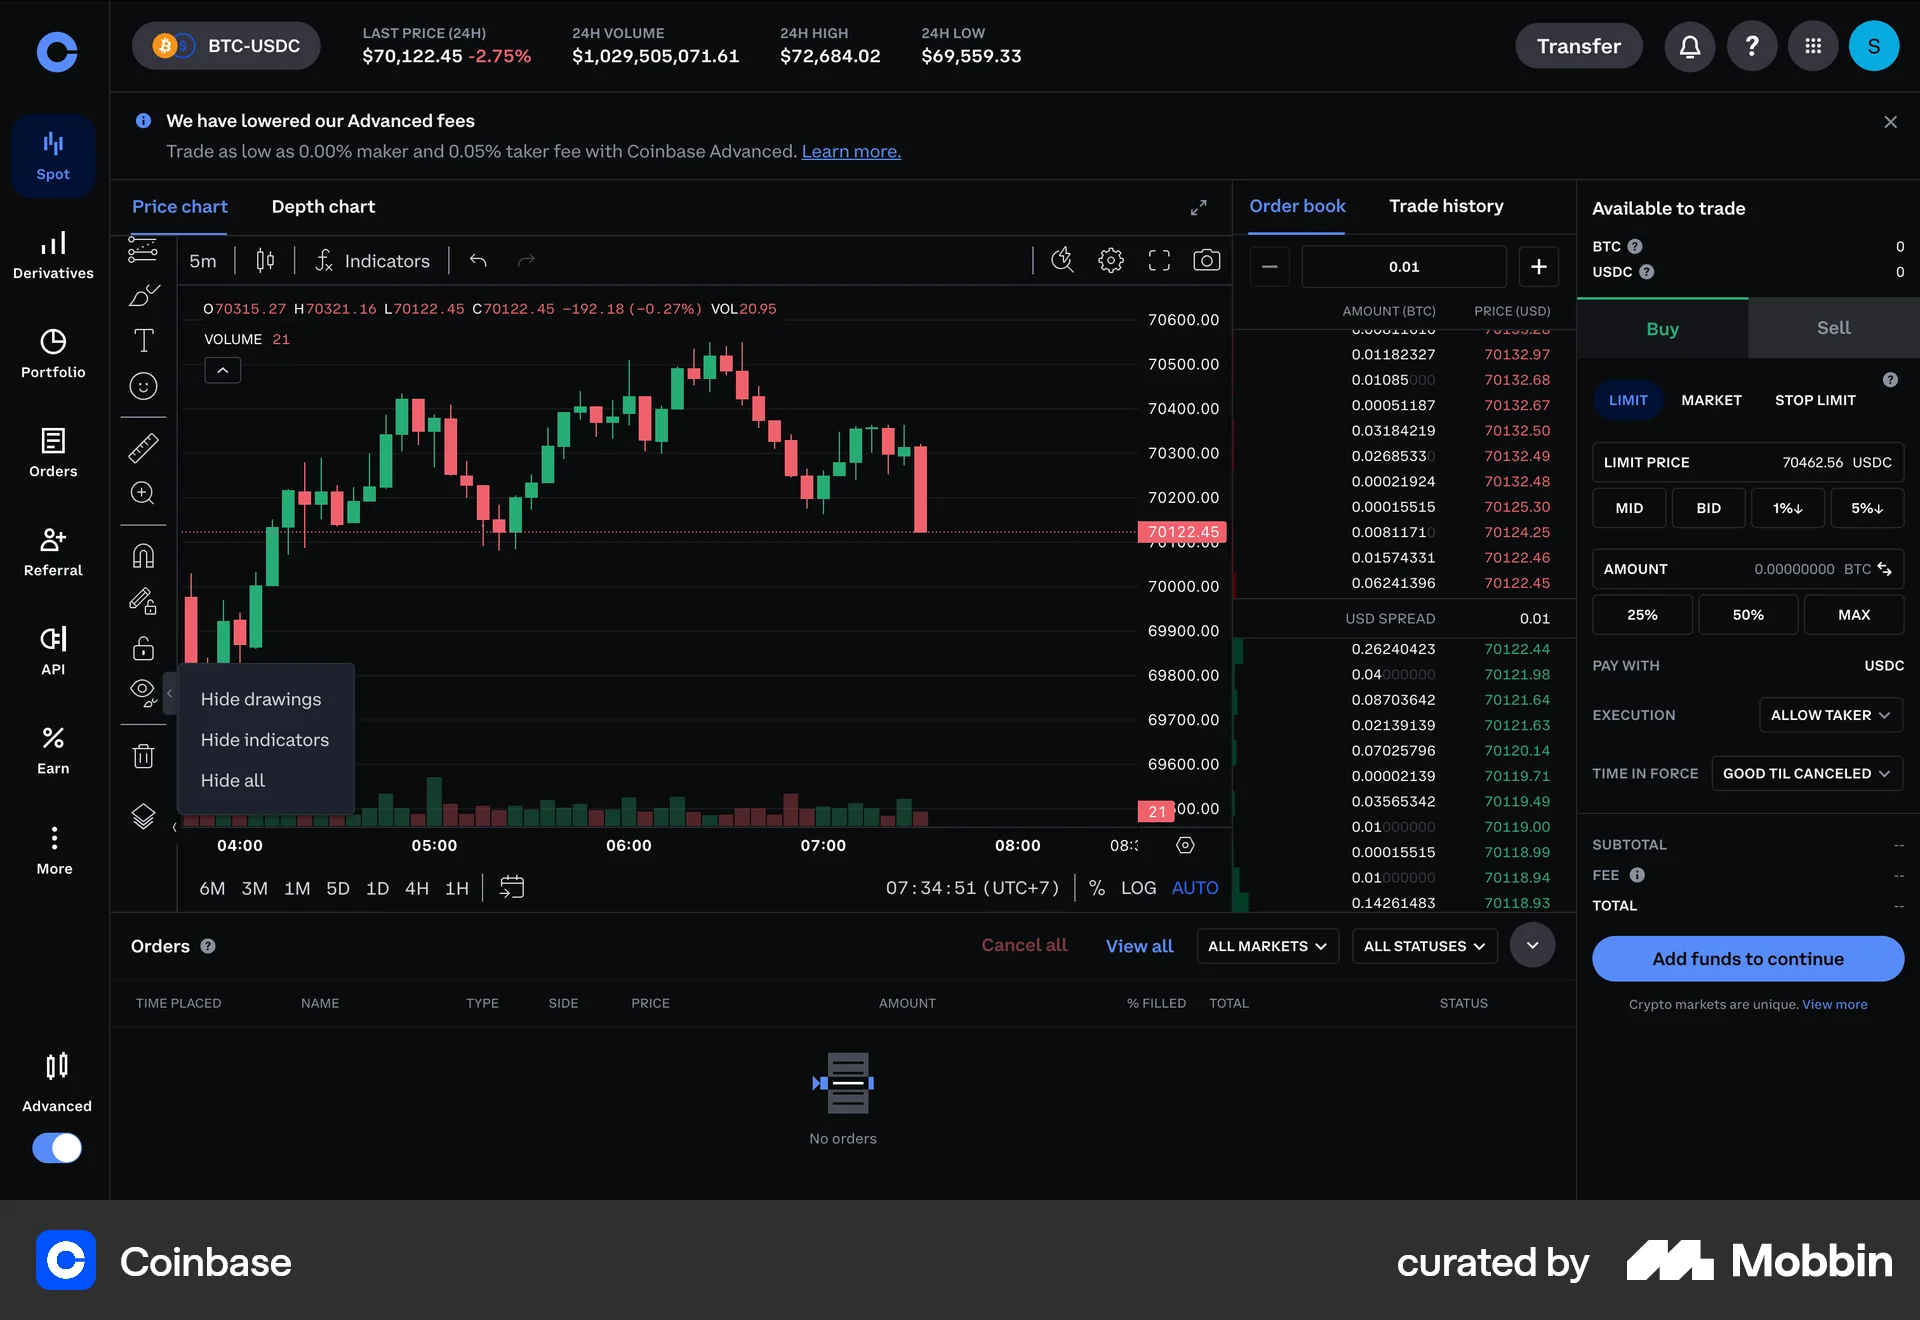 BTC-USDC
LAST PRICE (24H)
$70,122.45 -2.75%
24H VOLUME
$1,029,505,071.61
24H HIGH
$72,684.02
24H LOW
$69,559.33
Transfer
S
We have lowered our Advanced fees
Trade as low as 0.00% maker and 0.05% taker fee with Coinbase Advanced. Learn more.
Spot
Derivatives
Portfolio
Orders
Referral
API
Earn
More
Advanced
Price chart
Depth chart
5m
Indicators
O70315.27 H70321.16 L70122.45 C70122.45 −192.18 (−0.27%) VOL20.95
VOLUME 21
70600.00
70500.00
70400.00
70300.00
70200.00
70122.45
70100.00
70000.00
69900.00
69800.00
69700.00
69600.00
21
Hide drawings
Hide indicators
Hide all
04:00
05:00
06:00
07:00
08:00
6M 3M 1M 5D 1D 4H 1H
07:34:51 (UTC+7)
% LOG AUTO
Order book
Trade history
0.01
AMOUNT (BTC) PRICE (USD)
0.01182327 70132.97
0.01085000 70132.68
0.00051187 70132.67
0.03184219 70132.50
0.02685330 70132.49
0.00021924 70132.48
0.00015515 70125.30
0.00811710 70124.25
0.01574331 70122.46
0.06241396 70122.45
USD SPREAD 0.01
0.26240423 70122.44
0.04000000 70121.98
0.08703642 70121.64
0.02139139 70121.63
0.07025796 70120.14
0.00002139 70119.71
0.03565342 70119.49
0.01000000 70119.00
0.00015515 70118.99
0.01000000 70118.94
0.14261483 70118.93
Available to trade
BTC 0
USDC 0
Buy
Sell
LIMIT
MARKET
STOP LIMIT
LIMIT PRICE 70462.56 USDC
MID
BID
1%↓
5%↓
AMOUNT 0.00000000 BTC
25%
50%
MAX
PAY WITH USDC
EXECUTION ALLOW TAKER
TIME IN FORCE GOOD TIL CANCELED
SUBTOTAL --
FEE --
TOTAL --
Add funds to continue
Crypto markets are unique. View more
Orders
Cancel all
View all
ALL MARKETS
ALL STATUSES
TIME PLACED NAME TYPE SIDE PRICE AMOUNT % FILLED TOTAL STATUS
No orders
Coinbase
curated by Mobbin